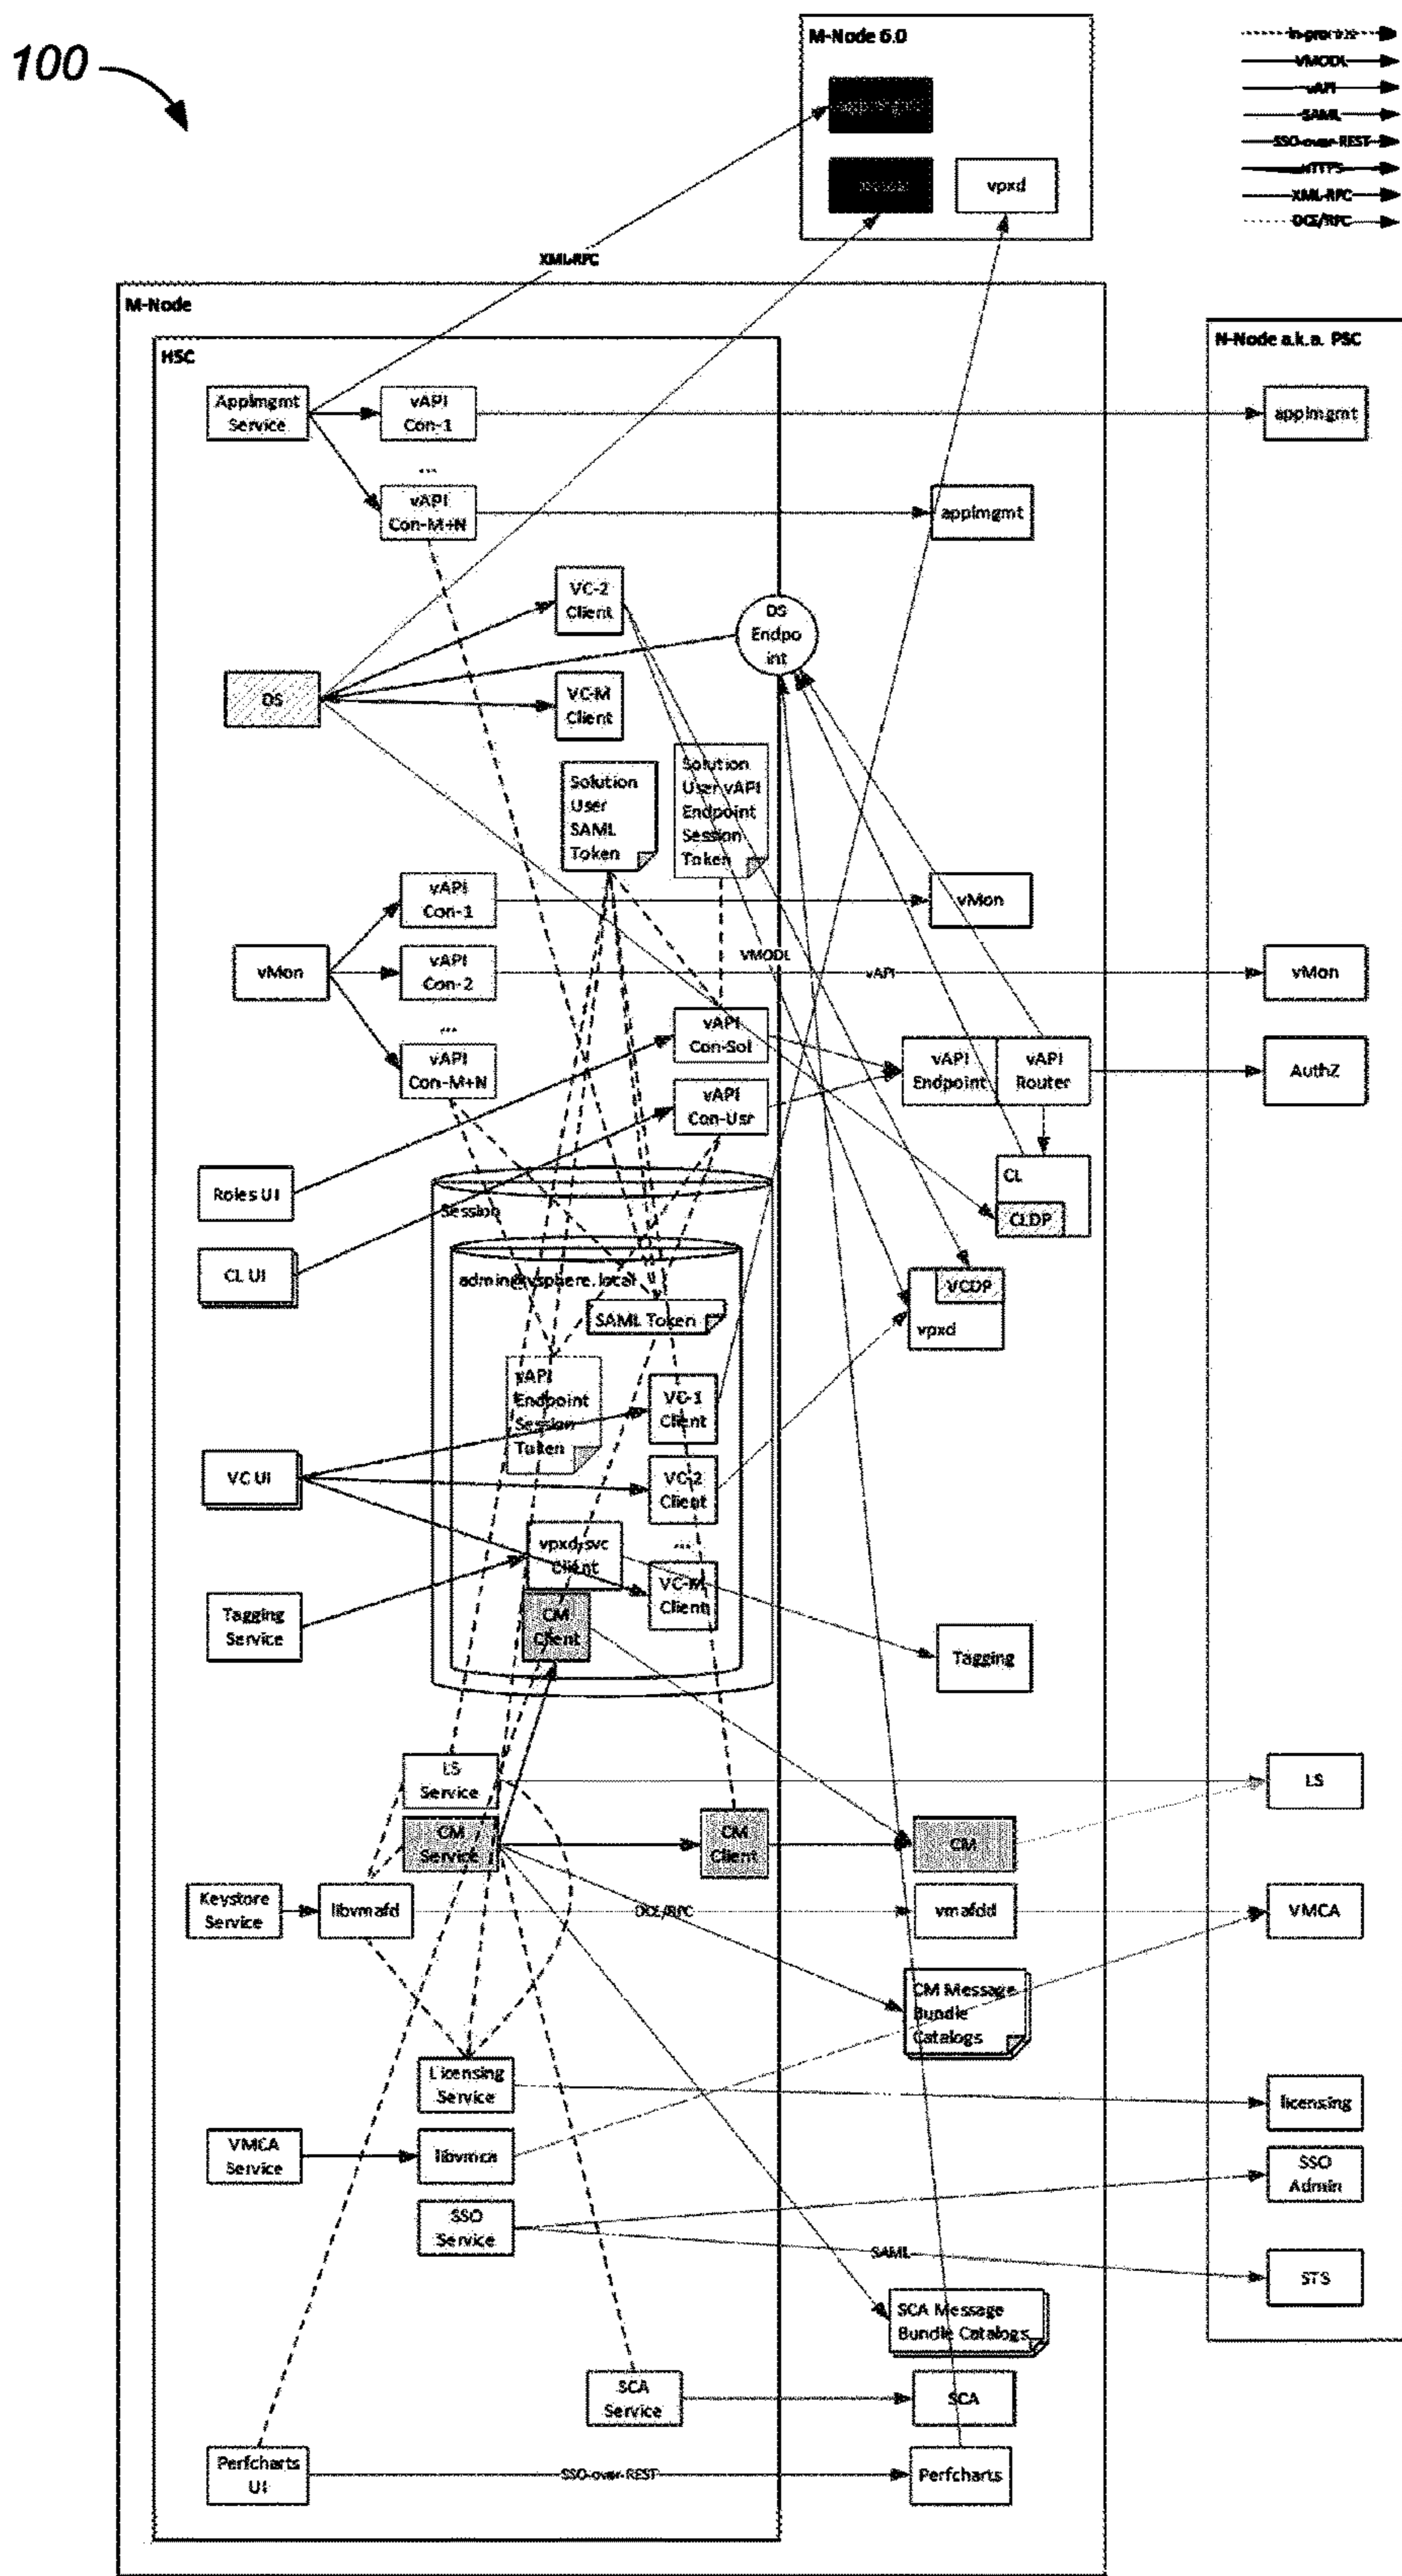 100
M-Node 6.0
vpxd
VMODL
vAPI
SAML
SSO-over-REST
HTTPS
XML-RPC
DCE/RPC
XML-RPC
M-Node
HSC
N-Node a.k.a. PSC
Applmgmt
Service
vAPI
Con-1
applmgmt
...
vAPI
Con-M+N
applmgmt
VC-2
Client
DS
Endpo
int
DS
VC-M
Client
Solution
User
SAML
Token
Solution
User vAPI
Endpoint
Session
Token
vAPI
Con-1
vMon
VMODL
vAPI
vMon
vAPI
Con-2
vMon
...
vAPI
Con-M+N
vAPI
Con-Sol
vAPI
Endpoint
vAPI
Router
AuthZ
vAPI
Con-Usr
Roles UI
CL
CLDP
Session
CL UI
admin@vsphere.local
SAML Token
VCDP
vpxd
vAPI
Endpoint
Session
Token
VC-1
Client
VC UI
VC-2
Client
...
vpxd-svc
Client
VC-M
Client
Tagging
Service
CM
Client
Tagging
LS
Service
LS
CM
Service
CM
Client
CM
Keystore
Service
libvmafd
DCE/RPC
vmafdd
VMCA
CM Message
Bundle
Catalogs
Licensing
Service
licensing
VMCA
Service
libvmca
SSO
Admin
SSO
Service
SAML
STS
SCA Message
Bundle Catalogs
SCA
Service
SCA
Perfcharts
UI
SSO-over-REST
Perfcharts